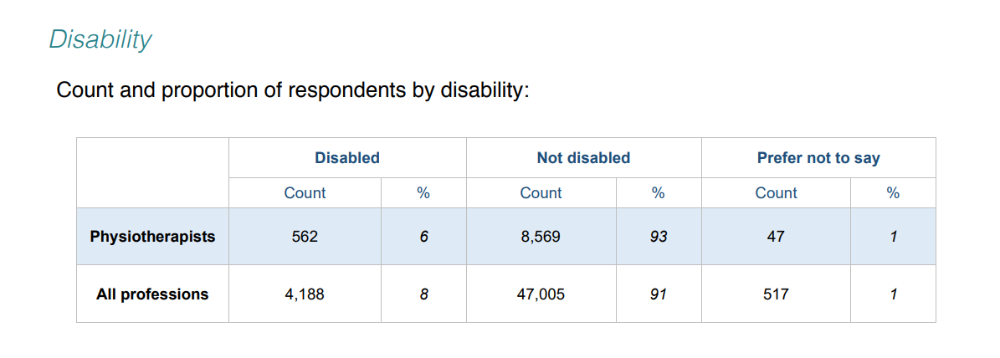 Disability
Count and proportion of respondents by disability:
Disabled Not disabled Prefer not to say
Count % Count % Count %
Physiotherapists 562 6 8,569 93 47 1
All professions 4,188 8 47,005 91 517 1